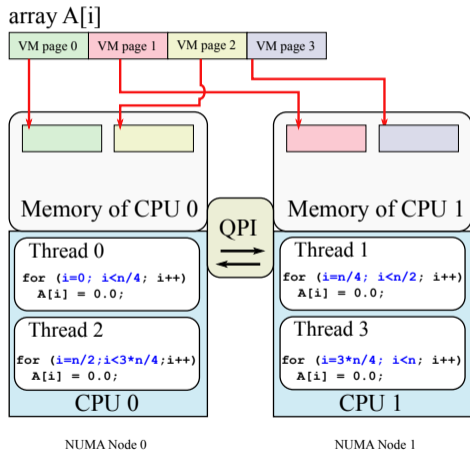 array A[i]
VM page 0 VM page 1 VM page 2 VM page 3
Memory of CPU 0
Memory of CPU 1
QPI
Thread 0
for (i=0; i<n/4; i++)
A[i] = 0.0;
Thread 1
for (i=n/4; i<n/2; i++)
A[i] = 0.0;
Thread 2
for (i=n/2;i<3*n/4;i++)
A[i] = 0.0;
Thread 3
for (i=3*n/4; i<n; i++)
A[i] = 0.0;
CPU 0
CPU 1
NUMA Node 0
NUMA Node 1